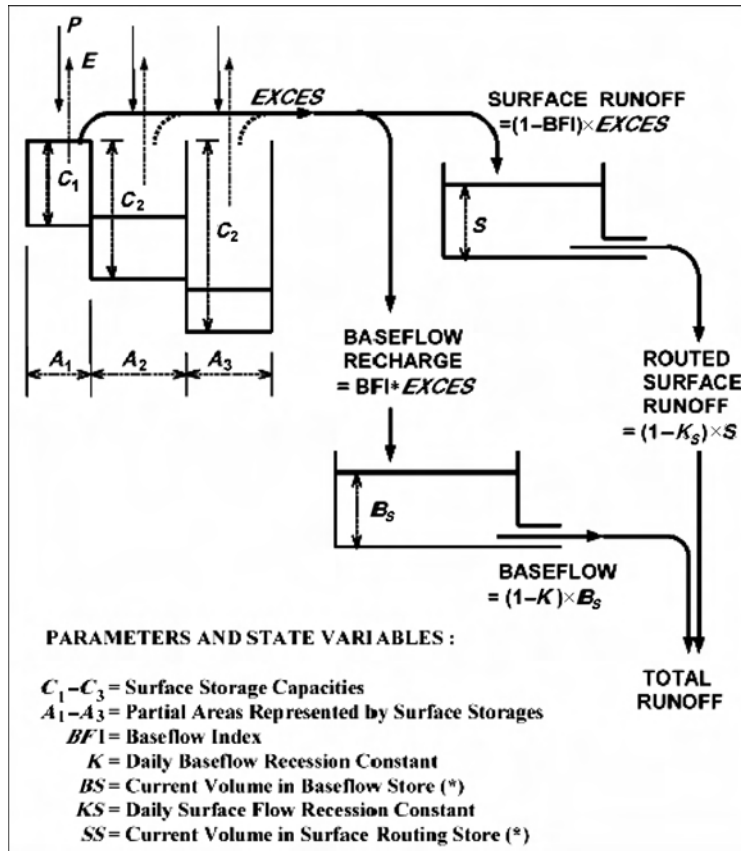 P
E
EXCES
SURFACE RUNOFF
=(1–BFI)×EXCES
C₁
C₂
C₂
S
A₁
A₂
A₃
BASEFLOW
RECHARGE
= BFI* EXCES
ROUTED
SURFACE
RUNOFF
= (1–K_S)×S
B_S
BASEFLOW
= (1–K)×B_S
TOTAL
RUNOFF
PARAMETERS AND STATE VARIABLES :
C₁–C₃ = Surface Storage Capacities
A₁–A₃ = Partial Areas Represented by Surface Storages
BFI = Baseflow Index
K = Daily Baseflow Recession Constant
BS = Current Volume in Baseflow Store (*)
KS = Daily Surface Flow Recession Constant
SS = Current Volume in Surface Routing Store (*)